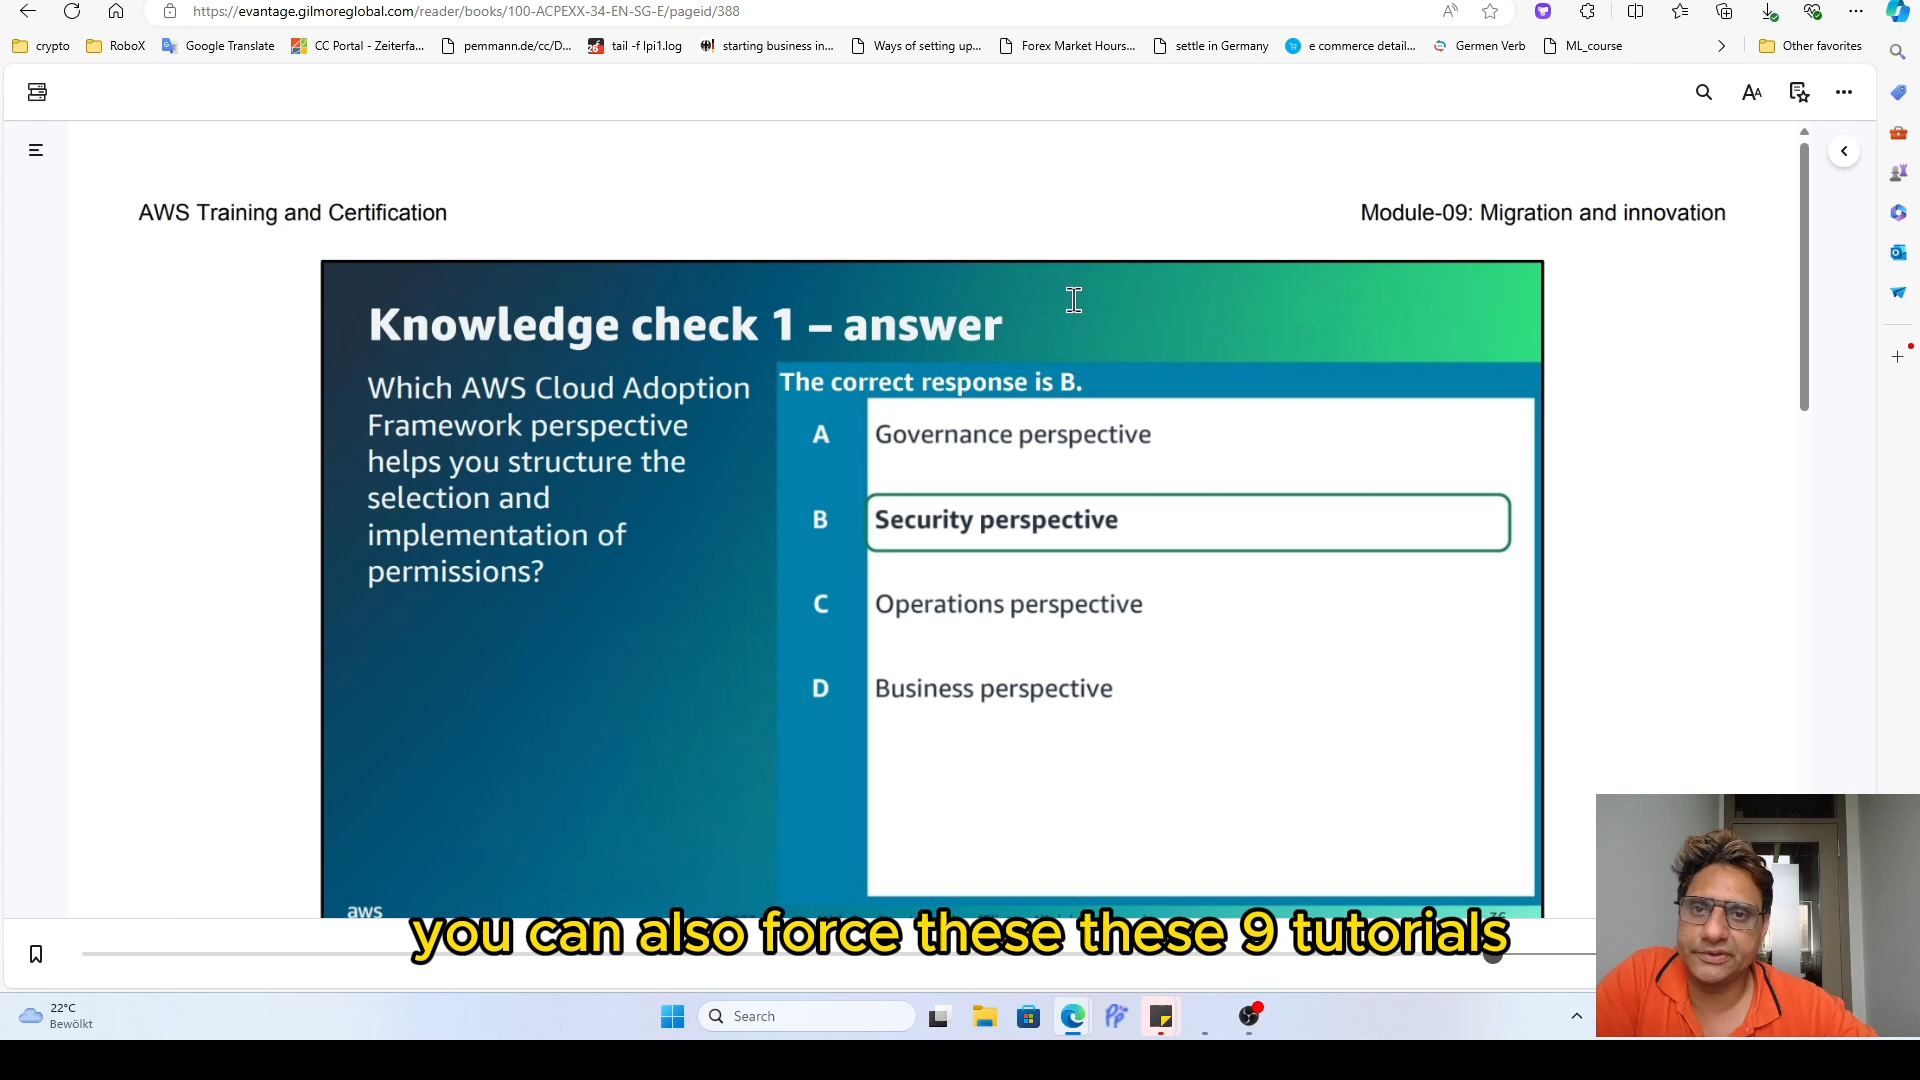 https://evantage.gilmoreglobal.com/reader/books/100-ACPEXX-34-EN-SG-E/pageid/388
crypto RoboX Google Translate CC Portal - Zeiterfa... pemmann.de/cc/D... tail -f lpi1.log starting business in... Ways of setting up... Forex Market Hours... settle in Germany e commerce detail... Germen Verb ML_course Other favorites
AWS Training and Certification Module-09: Migration and innovation
Knowledge check 1 – answer
Which AWS Cloud Adoption
Framework perspective
helps you structure the
selection and
implementation of
permissions?
The correct response is B.
A Governance perspective
B Security perspective
C Operations perspective
D Business perspective
aws
you can also force these these 9 tutorials
22°C
Bewölkt
Search